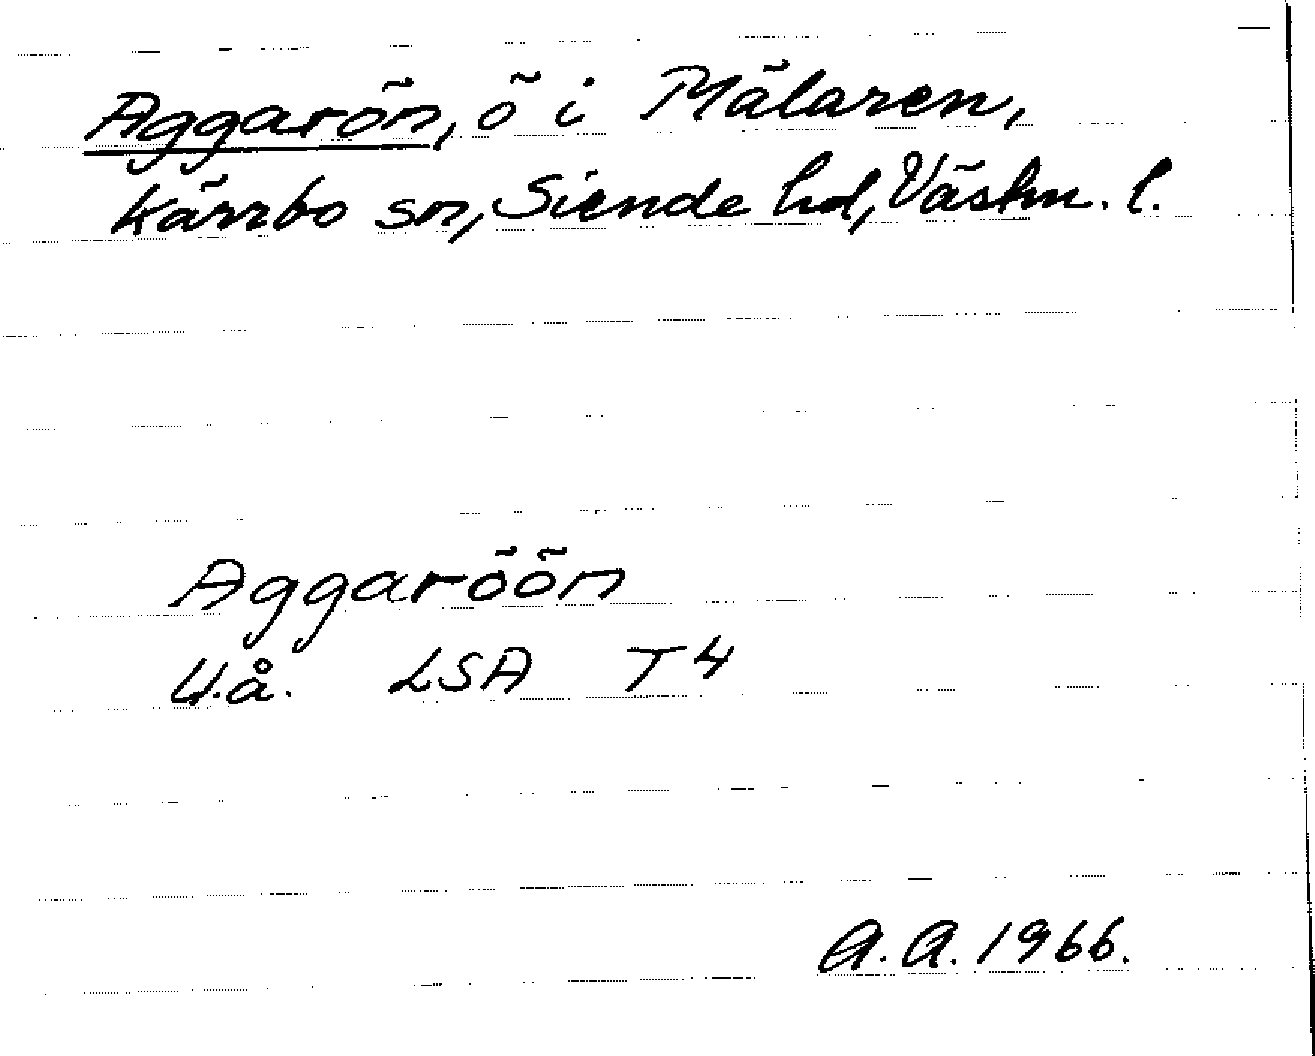 Aggarön, ö i Mälaren,
Kärrbo sn, Siende hd, Västm. l.
Aggaröön
U.å. LSA T4
A.A. 1966.